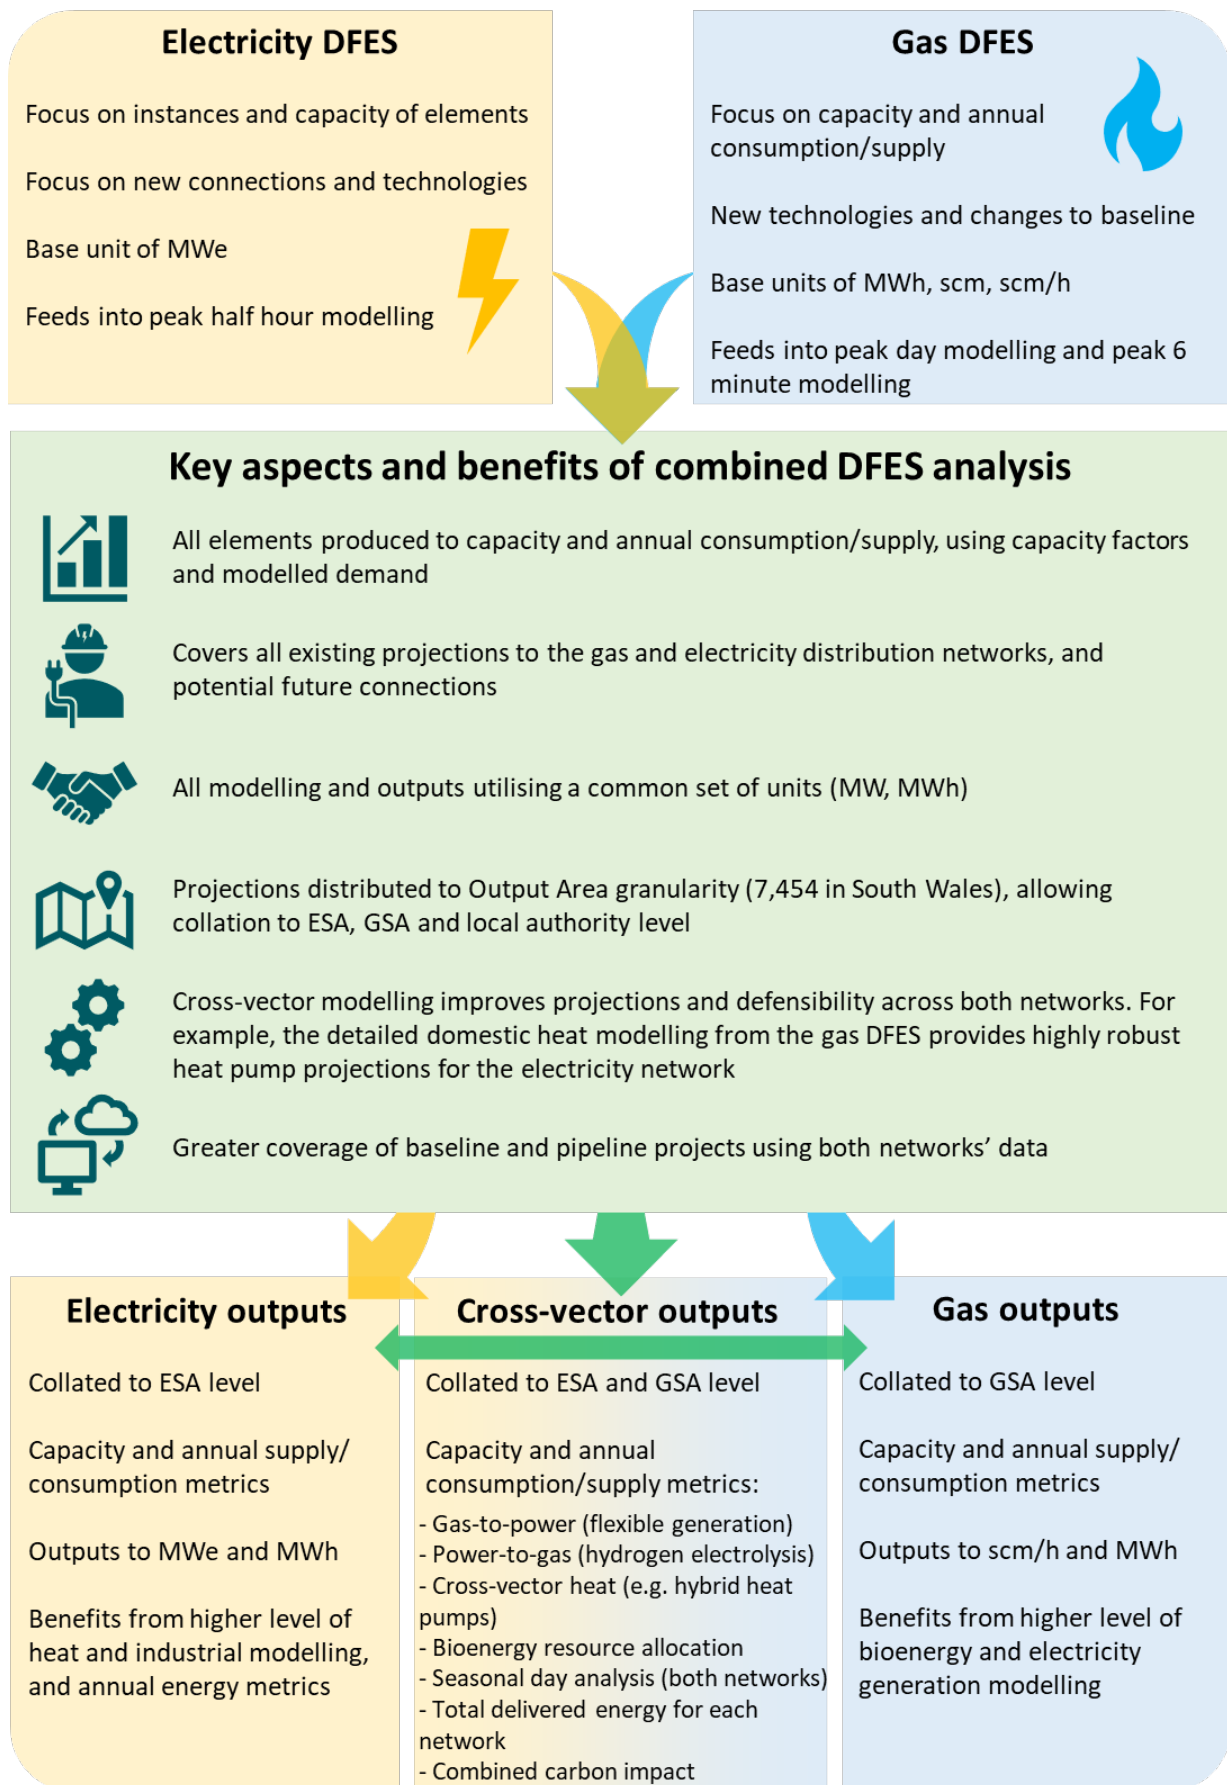 Electricity DFES
Focus on instances and capacity of elements
Focus on new connections and technologies
Base unit of MWe
Feeds into peak half hour modelling
Gas DFES
Focus on capacity and annual
consumption/supply
New technologies and changes to baseline
Base units of MWh, scm, scm/h
Feeds into peak day modelling and peak 6
minute modelling
Key aspects and benefits of combined DFES analysis
All elements produced to capacity and annual consumption/supply, using capacity factors
and modelled demand
Covers all existing projections to the gas and electricity distribution networks, and
potential future connections
All modelling and outputs utilising a common set of units (MW, MWh)
Projections distributed to Output Area granularity (7,454 in South Wales), allowing
collation to ESA, GSA and local authority level
Cross-vector modelling improves projections and defensibility across both networks. For
example, the detailed domestic heat modelling from the gas DFES provides highly robust
heat pump projections for the electricity network
Greater coverage of baseline and pipeline projects using both networks’ data
Electricity outputs
Collated to ESA level
Capacity and annual supply/
consumption metrics
Outputs to MWe and MWh
Benefits from higher level of
heat and industrial modelling,
and annual energy metrics
Cross-vector outputs
Collated to ESA and GSA level
Capacity and annual
consumption/supply metrics:
- Gas-to-power (flexible generation)
- Power-to-gas (hydrogen electrolysis)
- Cross-vector heat (e.g. hybrid heat
pumps)
- Bioenergy resource allocation
- Seasonal day analysis (both networks)
- Total delivered energy for each
network
- Combined carbon impact
Gas outputs
Collated to GSA level
Capacity and annual supply/
consumption metrics
Outputs to scm/h and MWh
Benefits from higher level of
bioenergy and electricity
generation modelling